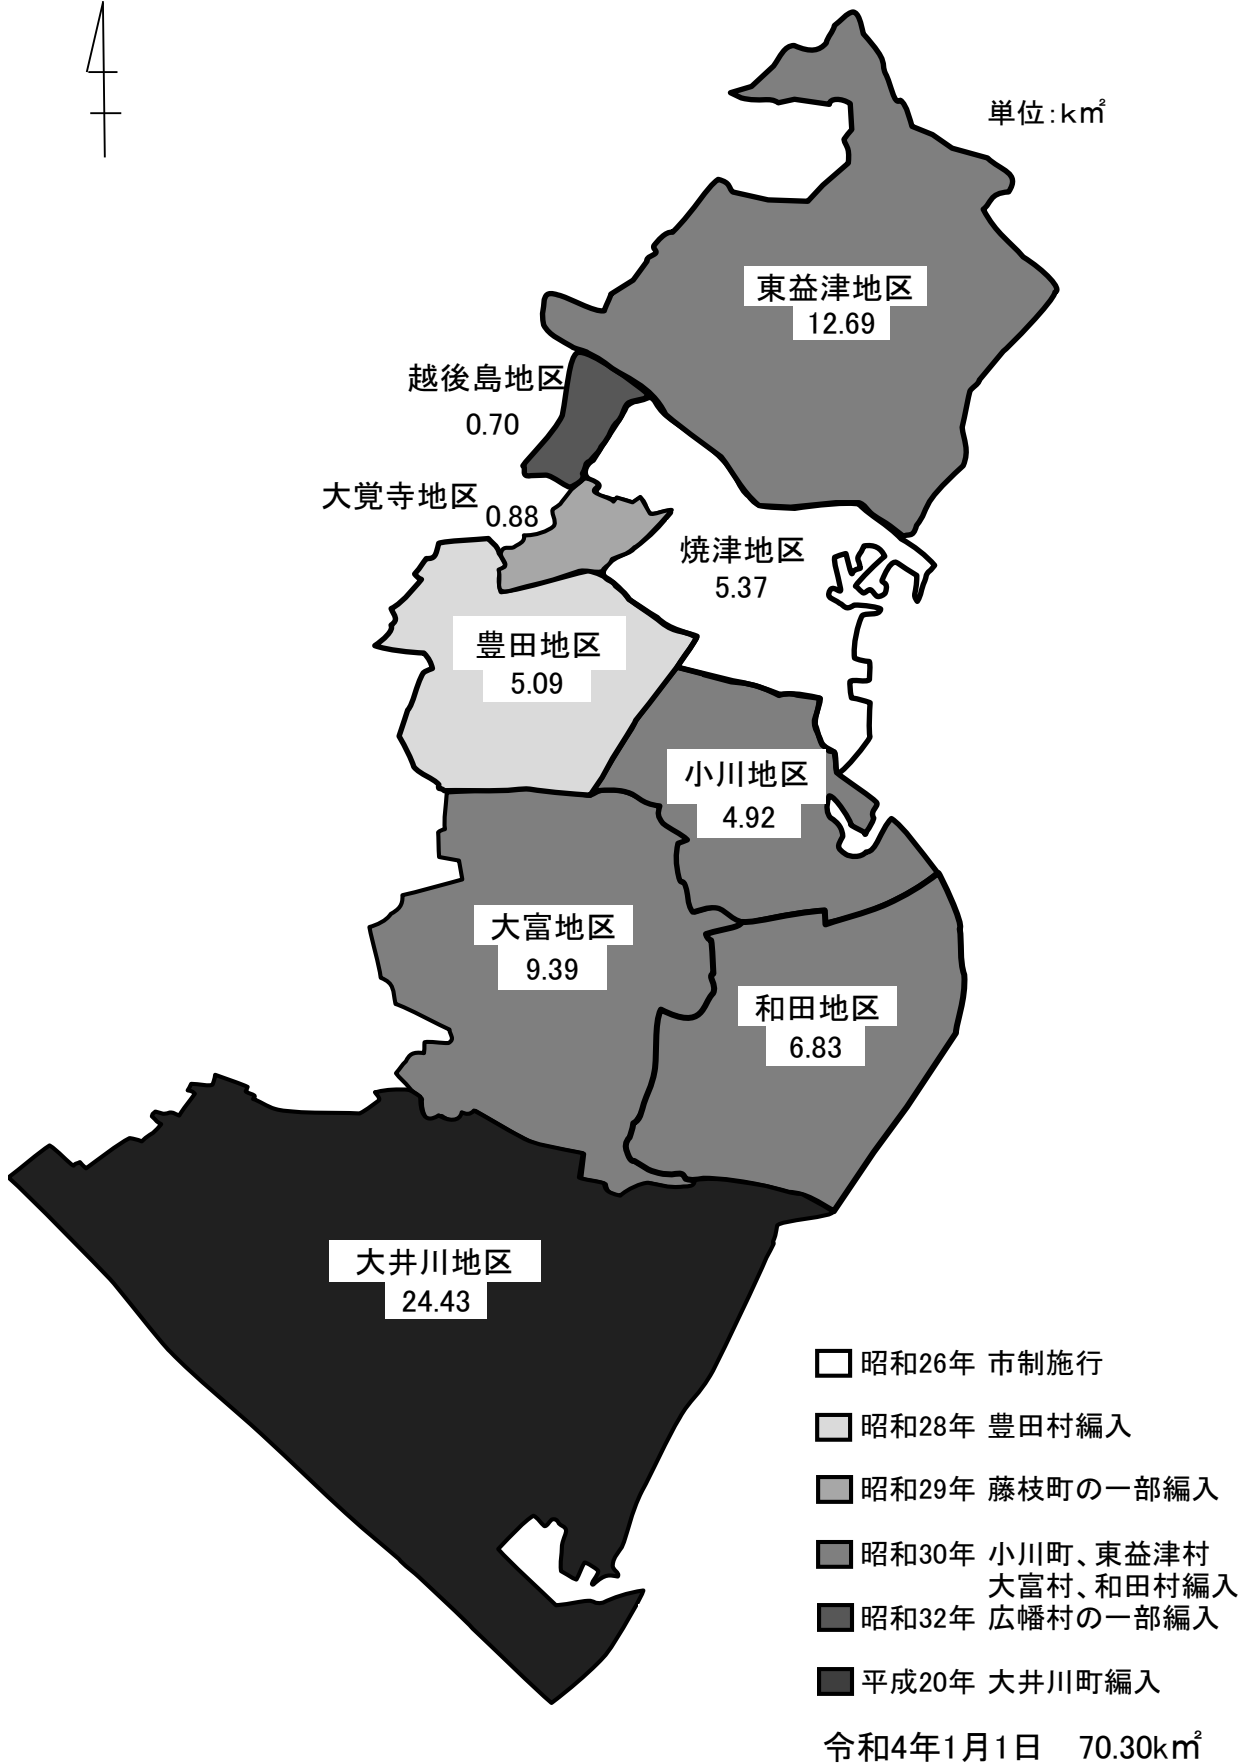 単位:k㎡
東益津地区
12.69
越後島地区
0.70
大覚寺地区
0.88
焼津地区
5.37
豊田地区
5.09
小川地区
4.92
大富地区
9.39
和田地区
6.83
大井川地区
24.43
昭和26年 市制施行
昭和28年 豊田村編入
昭和29年 藤枝町の一部編入
昭和30年 小川町、東益津村
大富村、和田村編入
昭和32年 広幡村の一部編入
平成20年 大井川町編入
令和4年1月1日 70.30k㎡